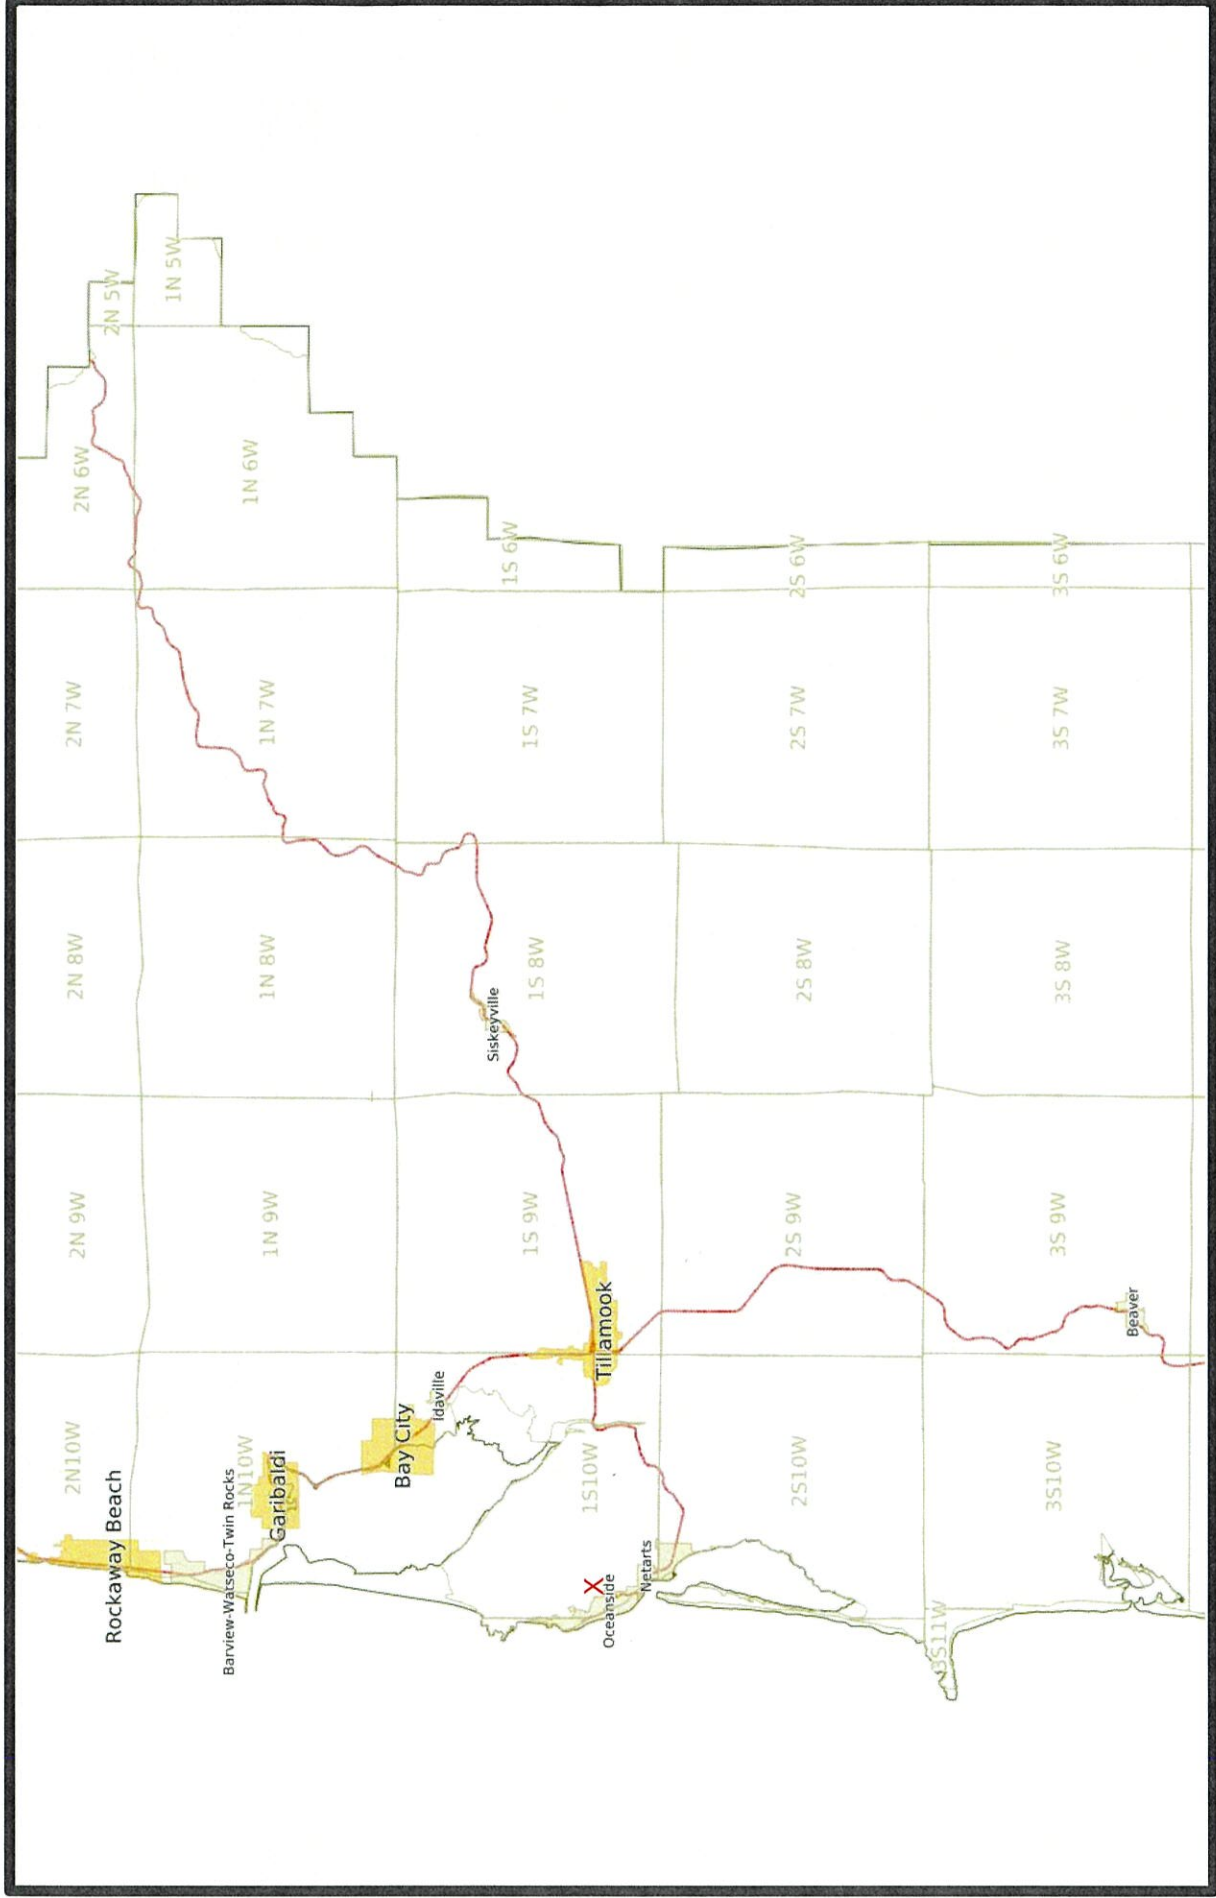 2N10W
2N 9W
2N 8W
2N 7W
2N 6W
2N 5W
Rockaway Beach
1N 5W
Barview-Watseco-Twin Rocks
1N10W
1N 9W
1N 8W
1N 7W
1N 6W
Garibaldi
Bay City
Idaville
Siskeyville
1S10W
1S 9W
1S 8W
1S 7W
1S 6W
X
Tillamook
Oceanside
Netarts
2S10W
2S 9W
2S 8W
2S 7W
2S 6W
3S11W
3S10W
3S 9W
3S 8W
3S 7W
3S 6W
Beaver